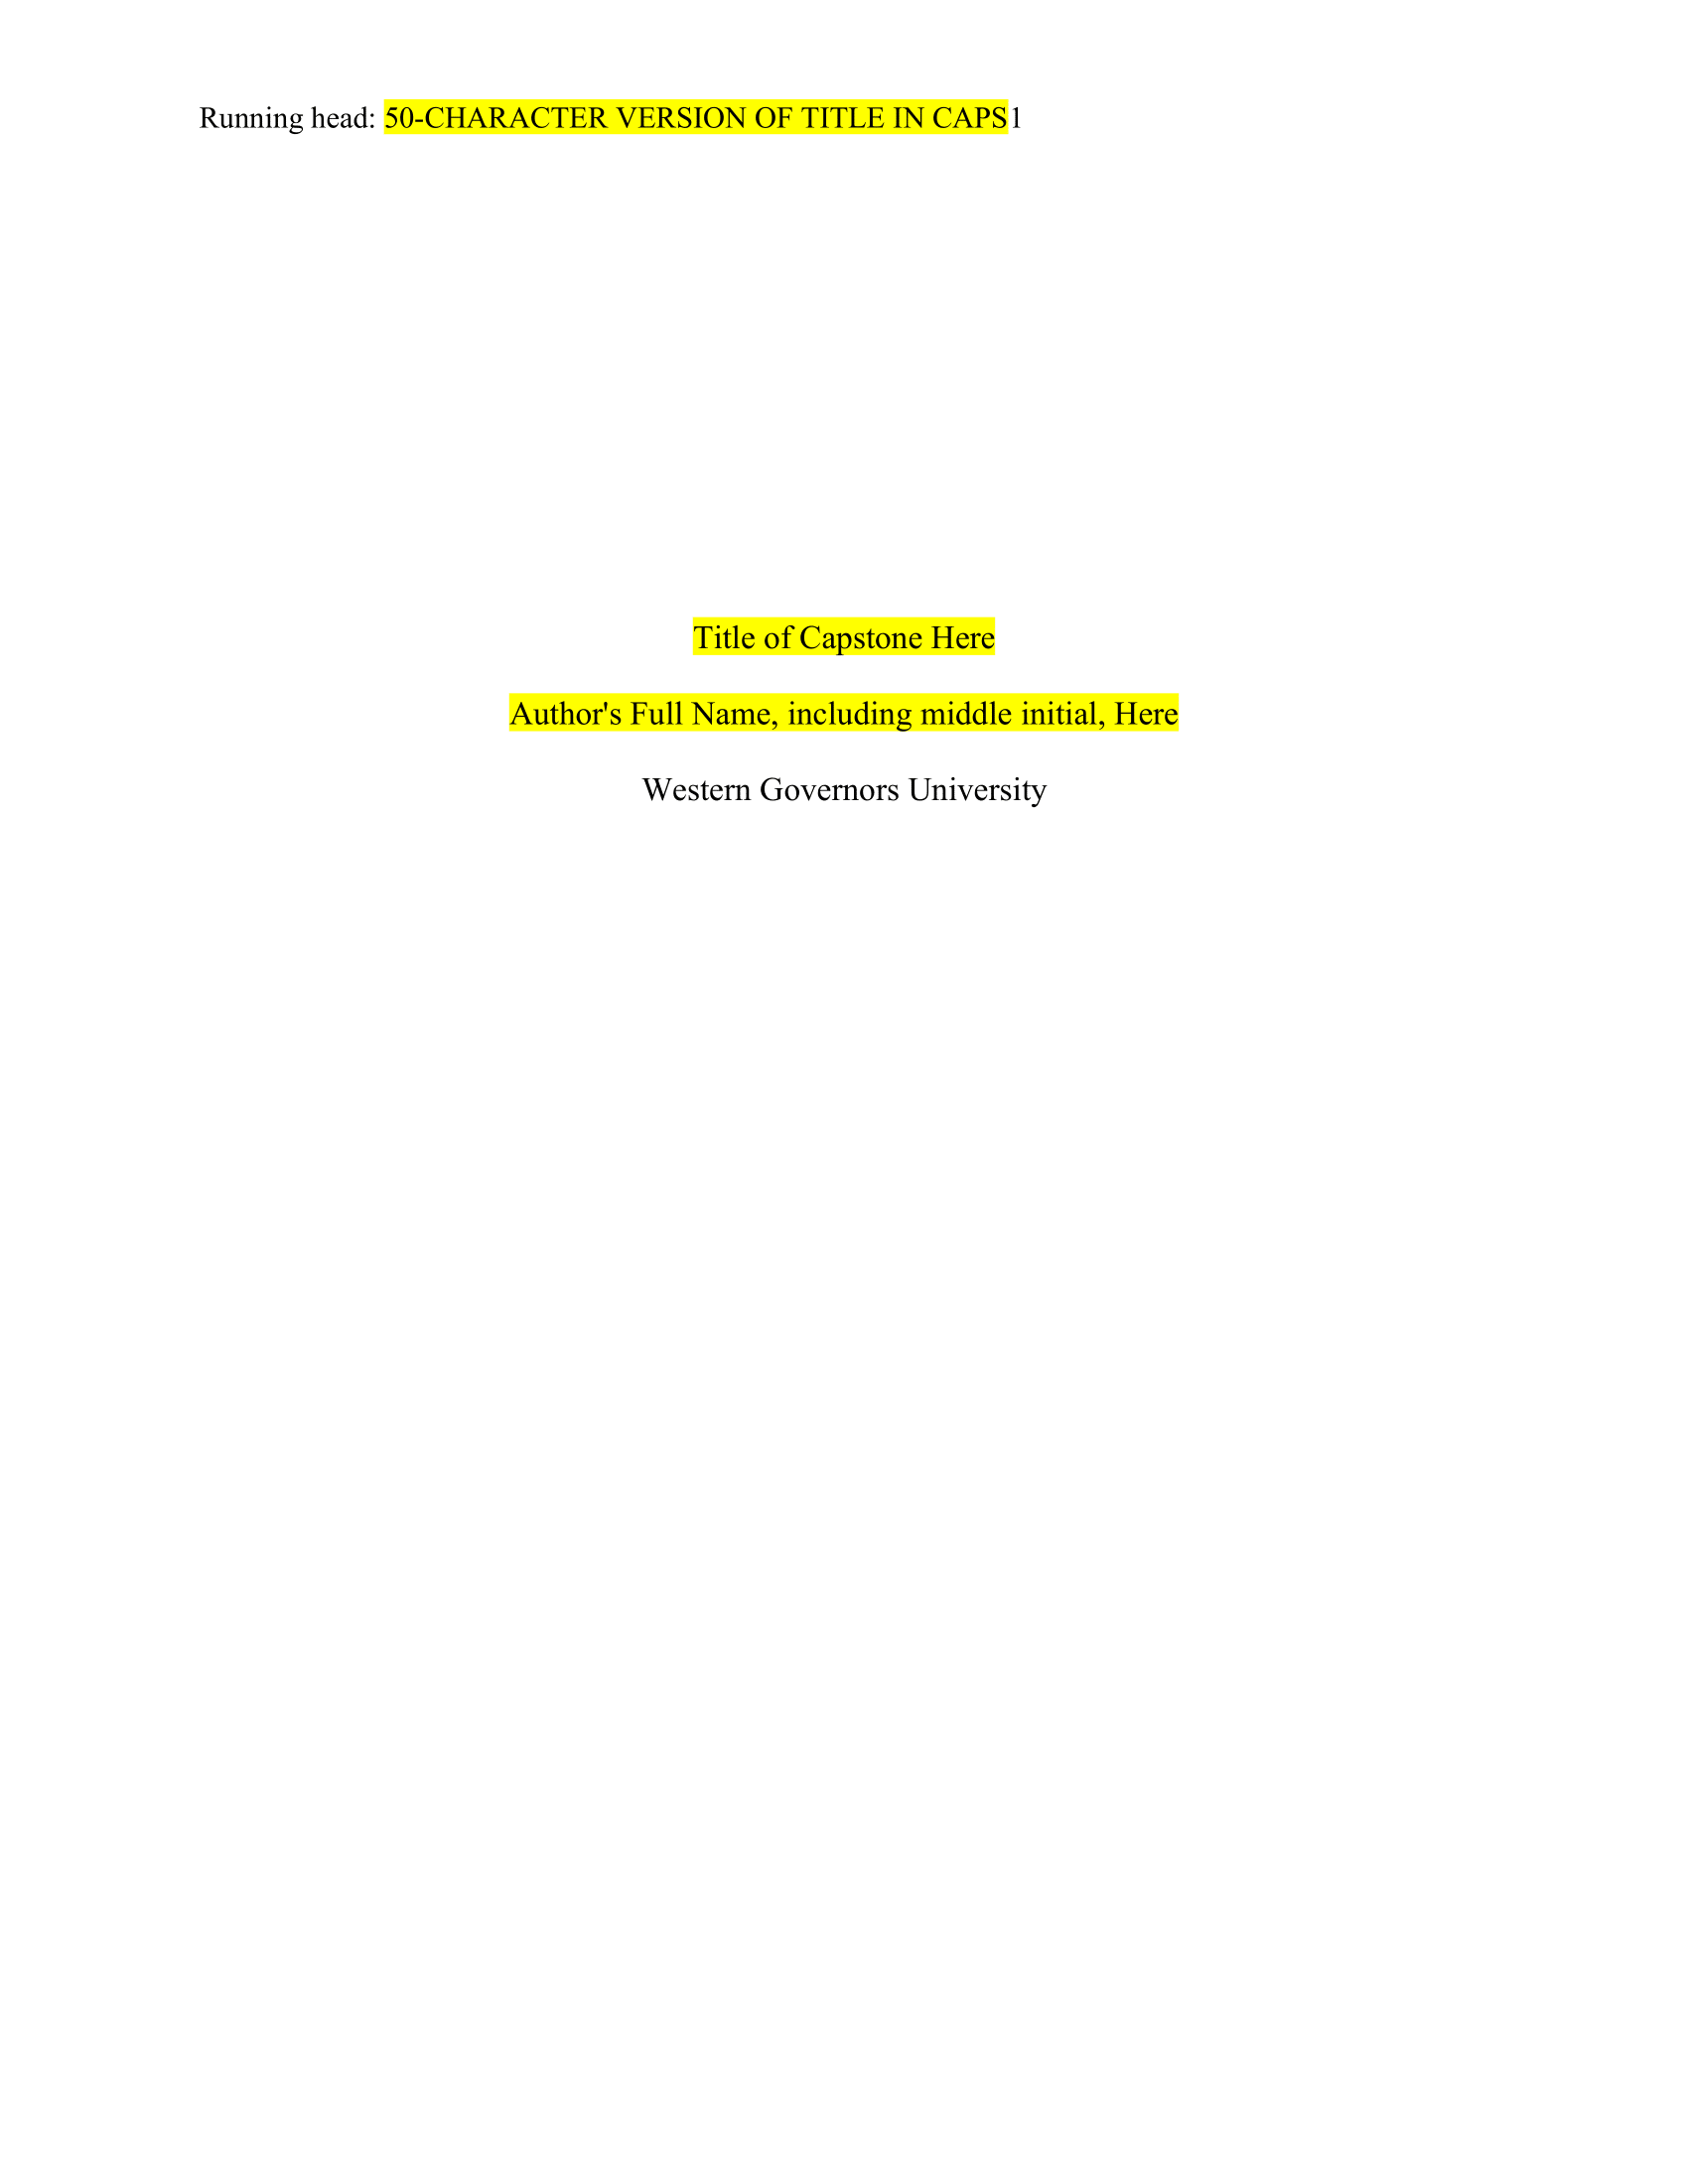 Running head: 50-CHARACTER VERSION OF TITLE IN CAPS1
Title of Capstone Here
Author's Full Name, including middle initial, Here
Western Governors University